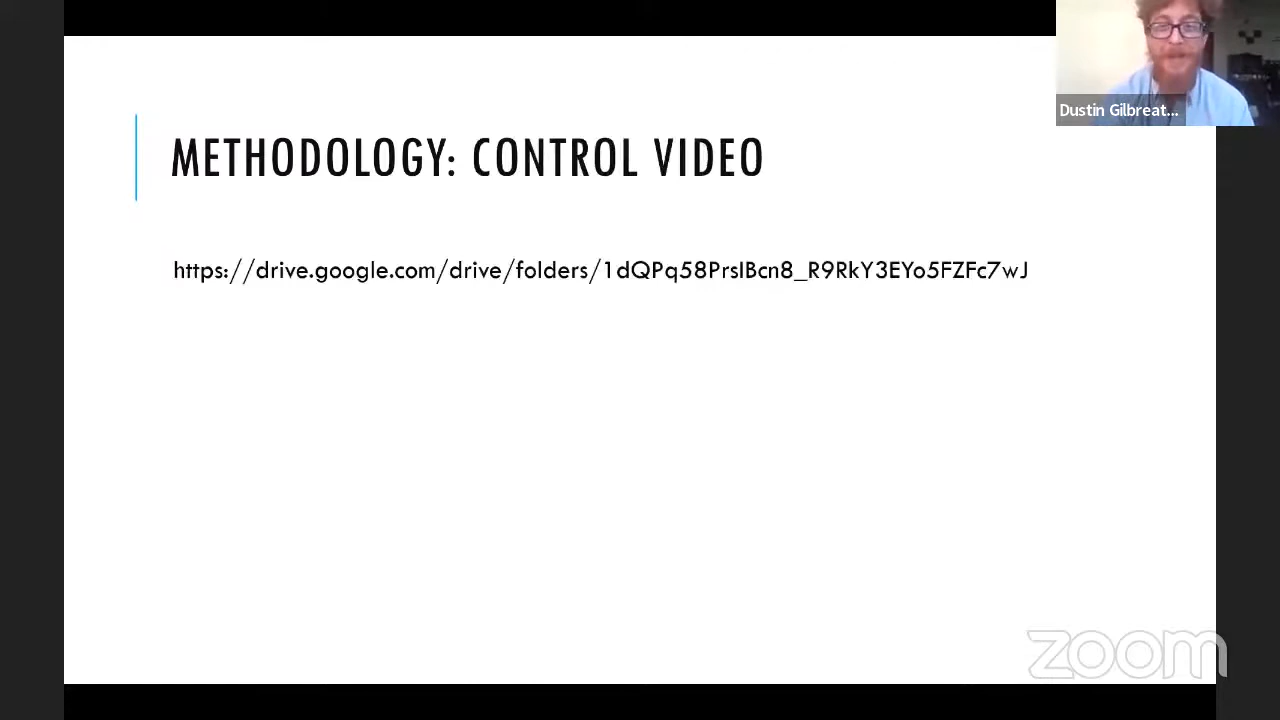 Dustin Gilbreat...
METHODOLOGY: CONTROL VIDEO
https://drive.google.com/drive/folders/1dQPq58PrsIBcn8_R9RkY3EYo5FZFc7wJ
zoom